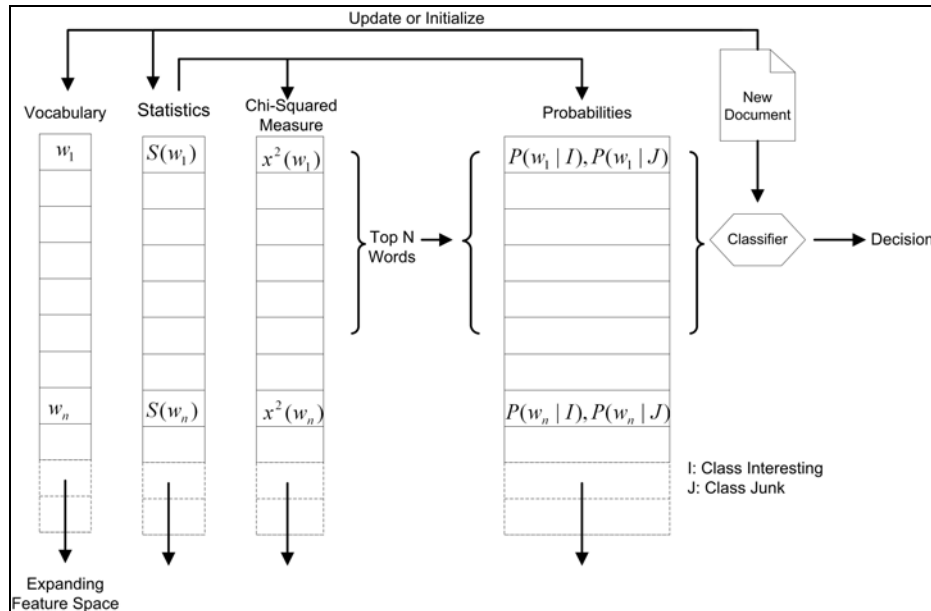 Update or Initialize
Vocabulary
Statistics
Chi-Squared
Measure
Probabilities
New
Document
w₁
S(w₁)
x²(w₁)
P(w₁ | I), P(w₁ | J)
Top N
Words
Classifier
Decision
wₙ
S(wₙ)
x²(wₙ)
P(wₙ | I), P(wₙ | J)
I: Class Interesting
J: Class Junk
Expanding
Feature Space